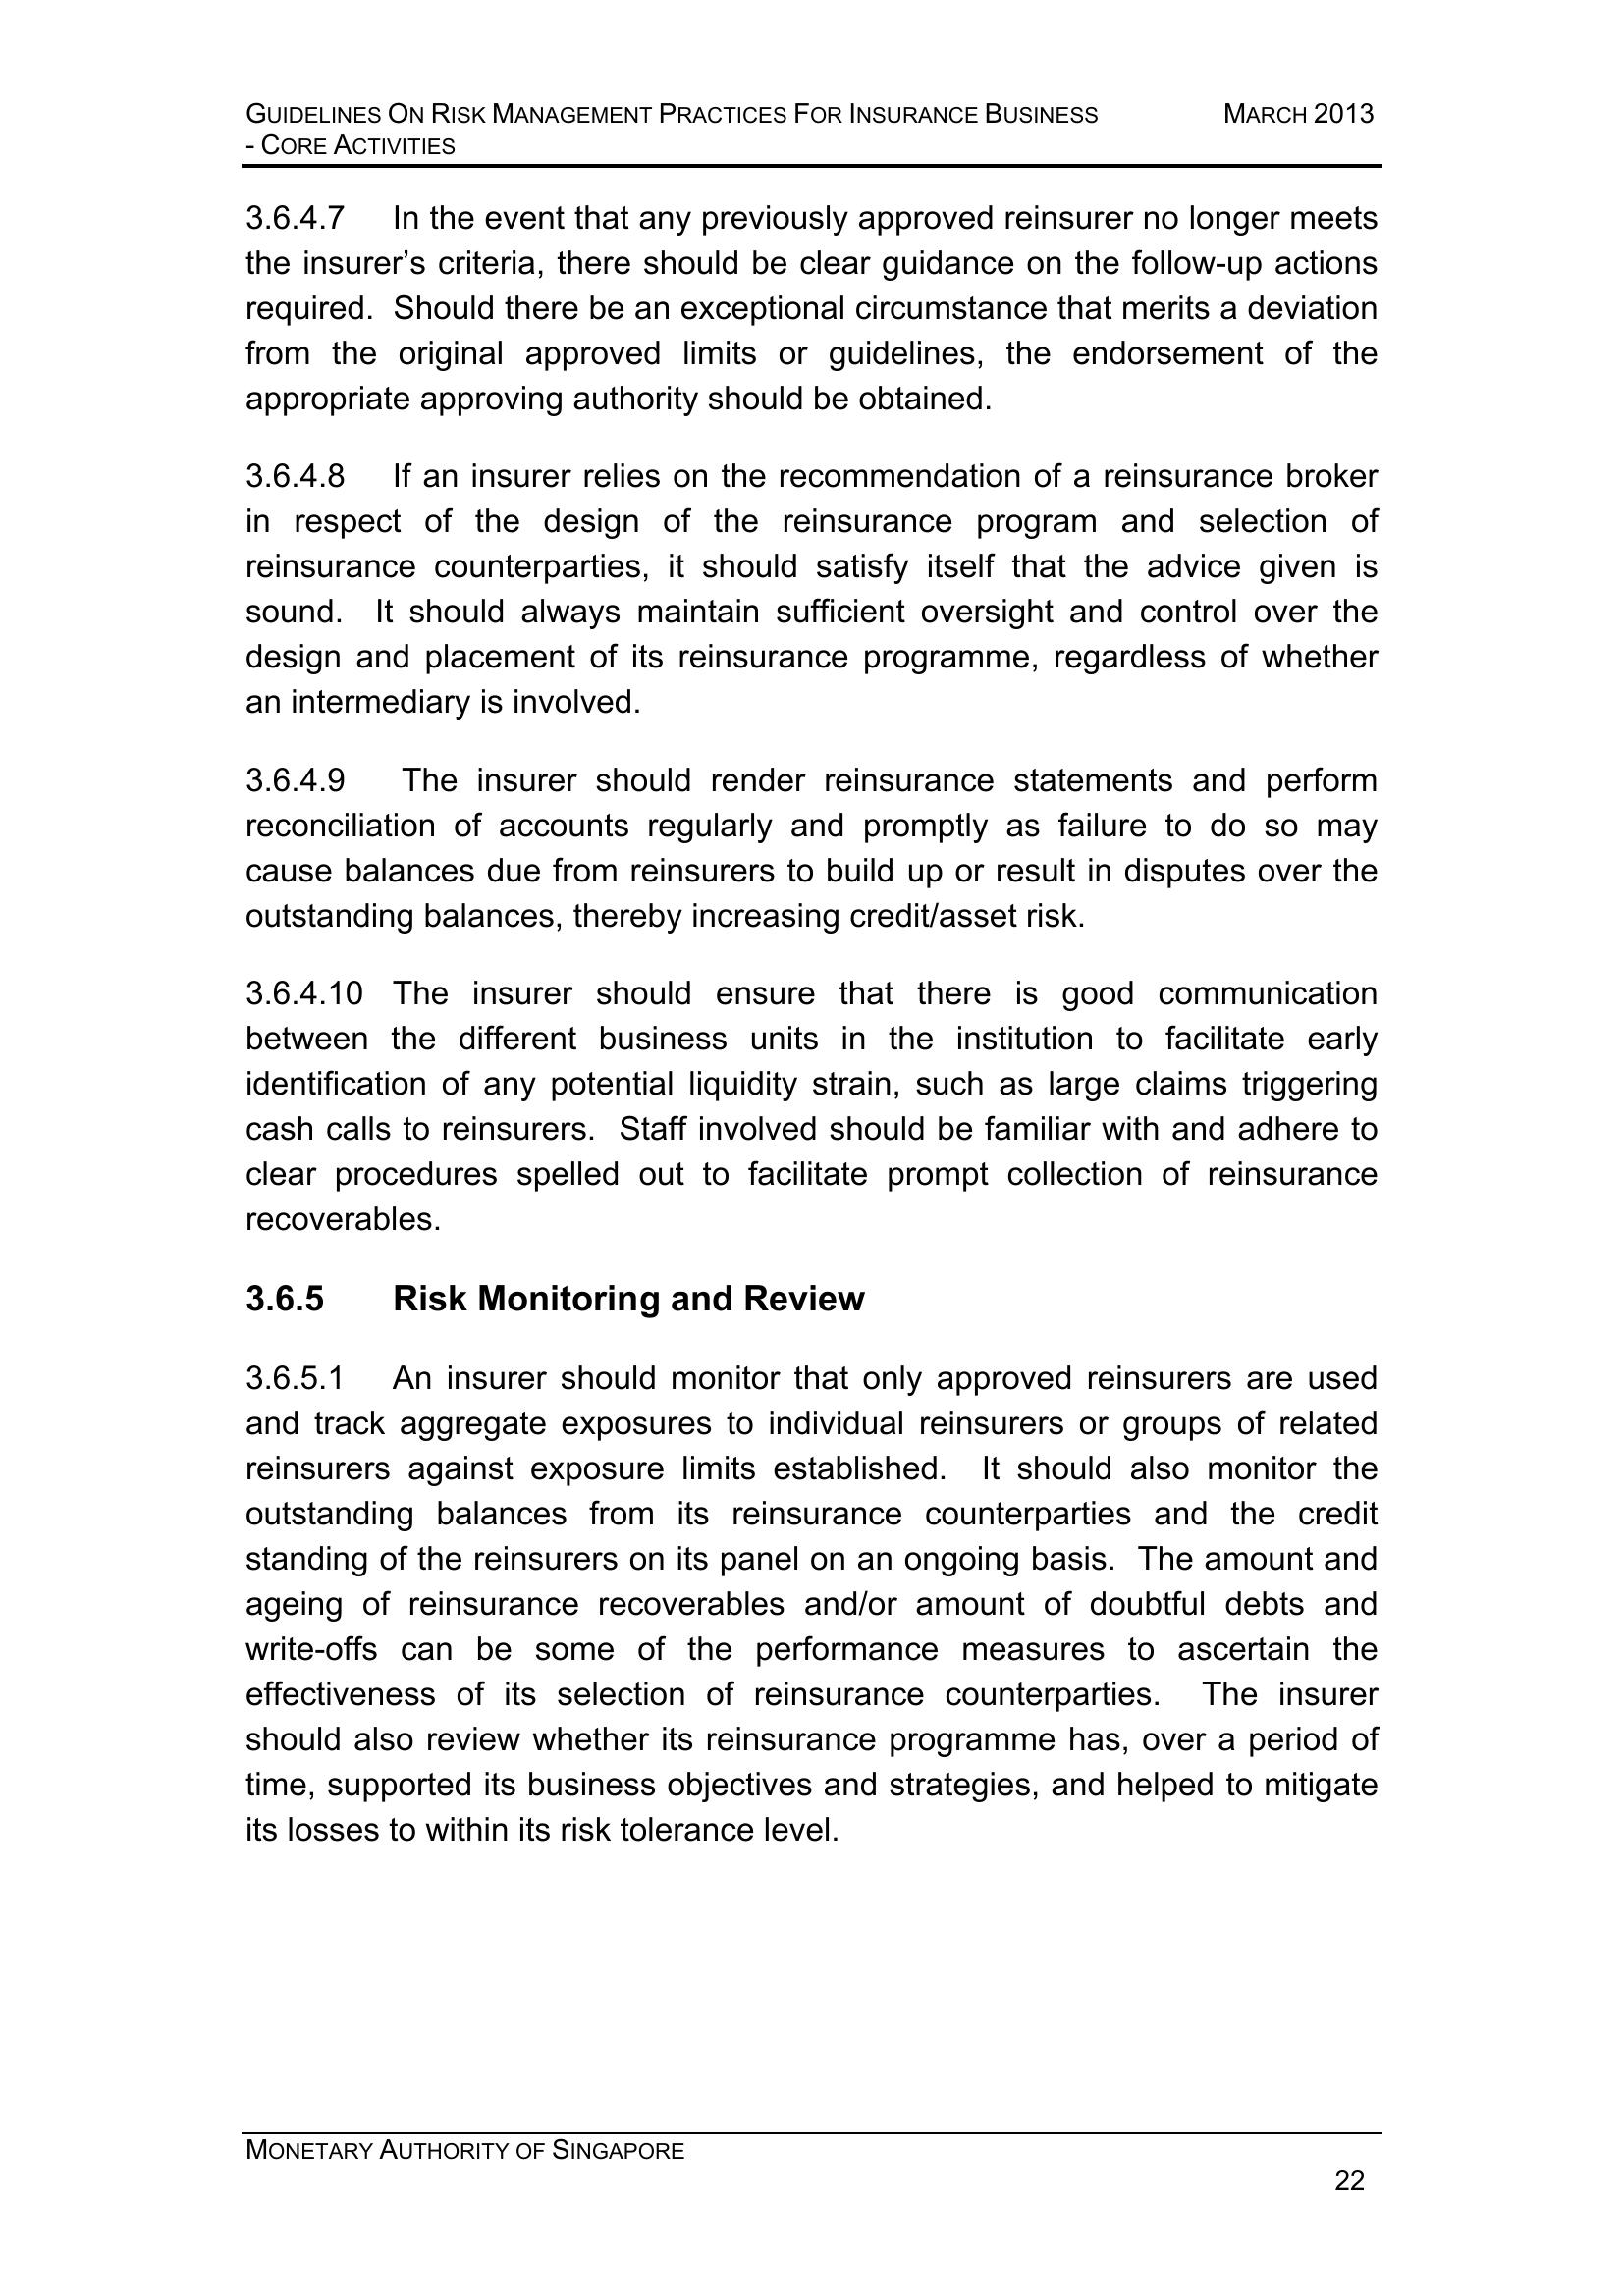 GUIDELINES ON RISK MANAGEMENT PRACTICES FOR INSURANCE BUSINESS MARCH 2013
- CORE ACTIVITIES
3.6.4.7 In the event that any previously approved reinsurer no longer meets
the insurer’s criteria, there should be clear guidance on the follow-up actions
required. Should there be an exceptional circumstance that merits a deviation
from the original approved limits or guidelines, the endorsement of the
appropriate approving authority should be obtained.
3.6.4.8 If an insurer relies on the recommendation of a reinsurance broker
in respect of the design of the reinsurance program and selection of
reinsurance counterparties, it should satisfy itself that the advice given is
sound. It should always maintain sufficient oversight and control over the
design and placement of its reinsurance programme, regardless of whether
an intermediary is involved.
3.6.4.9 The insurer should render reinsurance statements and perform
reconciliation of accounts regularly and promptly as failure to do so may
cause balances due from reinsurers to build up or result in disputes over the
outstanding balances, thereby increasing credit/asset risk.
3.6.4.10 The insurer should ensure that there is good communication
between the different business units in the institution to facilitate early
identification of any potential liquidity strain, such as large claims triggering
cash calls to reinsurers. Staff involved should be familiar with and adhere to
clear procedures spelled out to facilitate prompt collection of reinsurance
recoverables.
3.6.5 Risk Monitoring and Review
3.6.5.1 An insurer should monitor that only approved reinsurers are used
and track aggregate exposures to individual reinsurers or groups of related
reinsurers against exposure limits established. It should also monitor the
outstanding balances from its reinsurance counterparties and the credit
standing of the reinsurers on its panel on an ongoing basis. The amount and
ageing of reinsurance recoverables and/or amount of doubtful debts and
write-offs can be some of the performance measures to ascertain the
effectiveness of its selection of reinsurance counterparties. The insurer
should also review whether its reinsurance programme has, over a period of
time, supported its business objectives and strategies, and helped to mitigate
its losses to within its risk tolerance level.
MONETARY AUTHORITY OF SINGAPORE
22